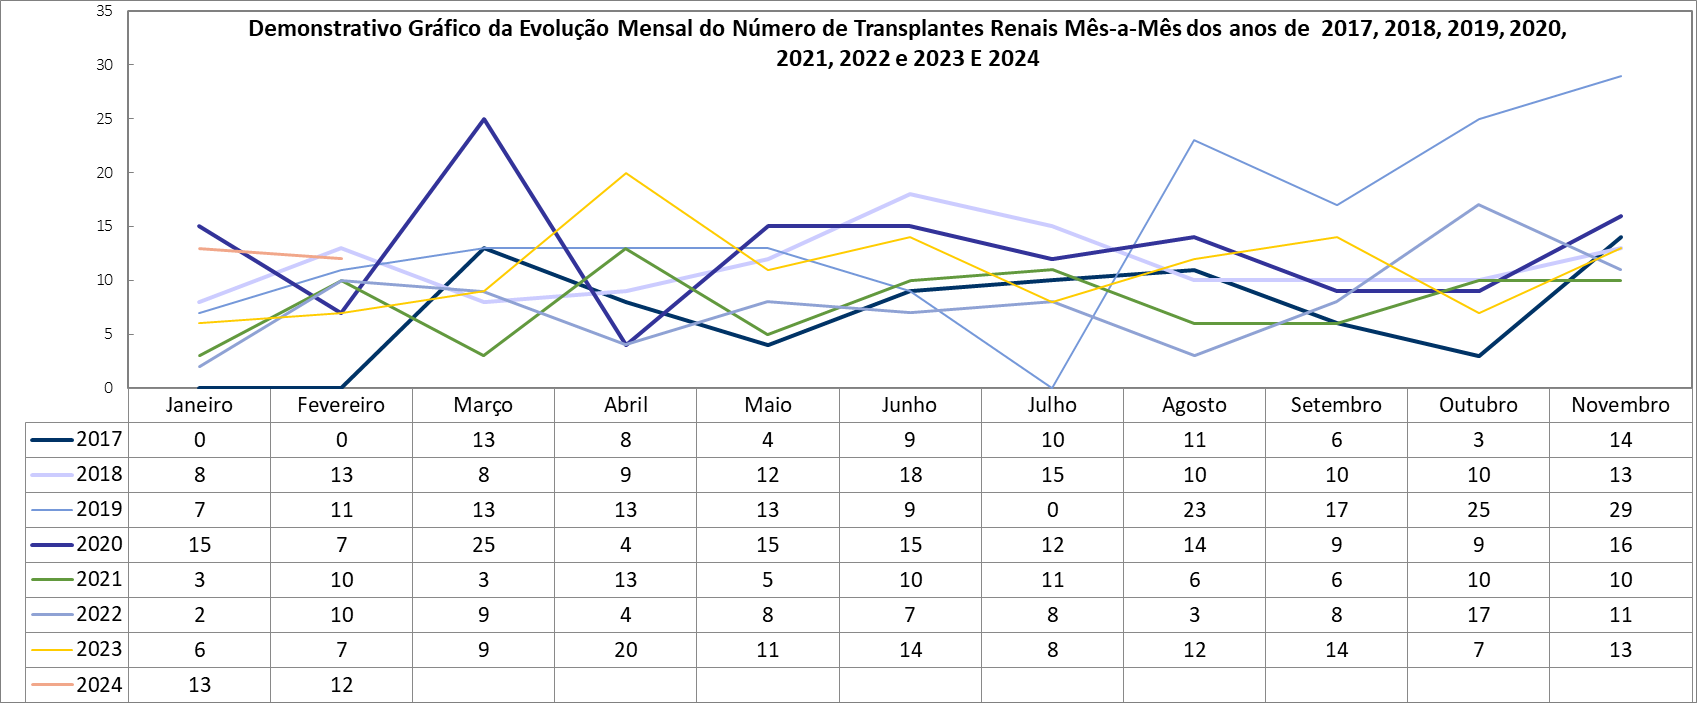 Demonstrativo Gráfico da Evolução Mensal do Número de Transplantes Renais Mês-a-Mês dos anos de 2017, 2018, 2019, 2020,
2021, 2022 e 2023 E 2024
35
30
25
20
15
10
5
0
Janeiro Fevereiro Março Abril Maio Junho Julho Agosto Setembro Outubro Novembro
2017 0 0 13 8 4 9 10 11 6 3 14
2018 8 13 8 9 12 18 15 10 10 10 13
2019 7 11 13 13 13 9 0 23 17 25 29
2020 15 7 25 4 15 15 12 14 9 9 16
2021 3 10 3 13 5 10 11 6 6 10 10
2022 2 10 9 4 8 7 8 3 8 17 11
2023 6 7 9 20 11 14 8 12 14 7 13
2024 13 12